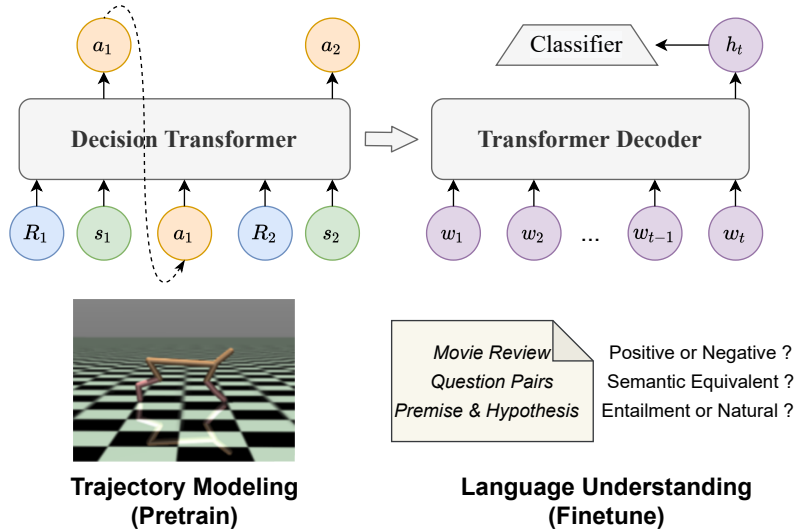 a1
a2
Classifier
ht
Decision Transformer
Transformer Decoder
R1
s1
a1
R2
s2
w1
w2
...
wt−1
wt
Movie Review
Positive or Negative ?
Question Pairs
Semantic Equivalent ?
Premise & Hypothesis
Entailment or Natural ?
Trajectory Modeling
(Pretrain)
Language Understanding
(Finetune)